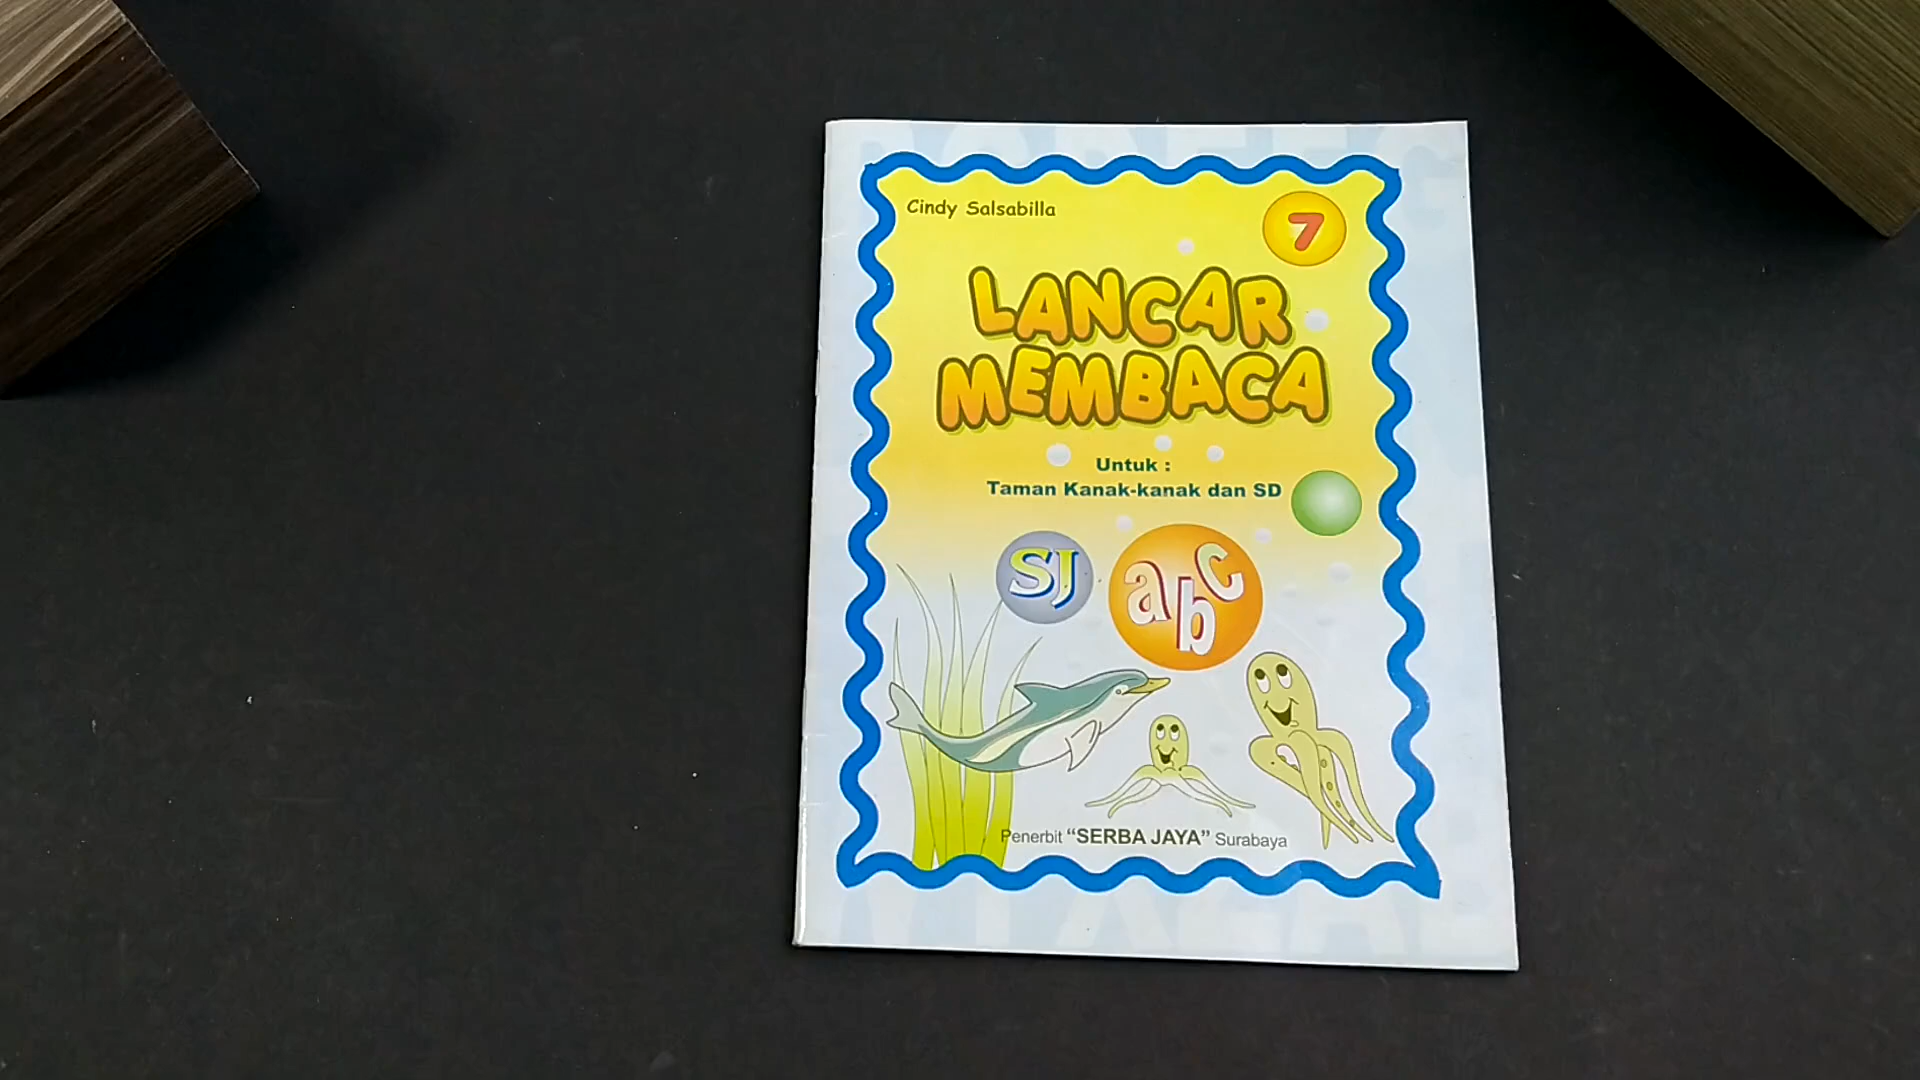 Cindy Salsabilla
7
LANCAR
MEMBACA
Untuk :
Taman Kanak-kanak dan SD
SJ
abc
Penerbit “SERBA JAYA” Surabaya